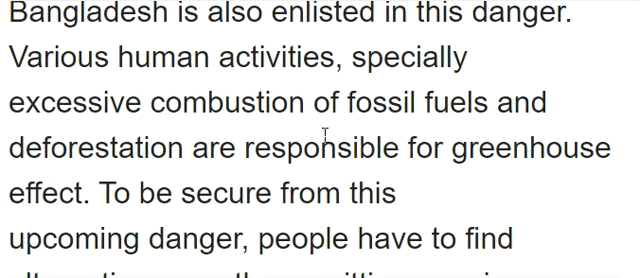 Bangladesh is also enlisted in this danger.
Various human activities, specially
excessive combustion of fossil fuels and
deforestation are responsible for greenhouse
effect. To be secure from this
upcoming danger, people have to find